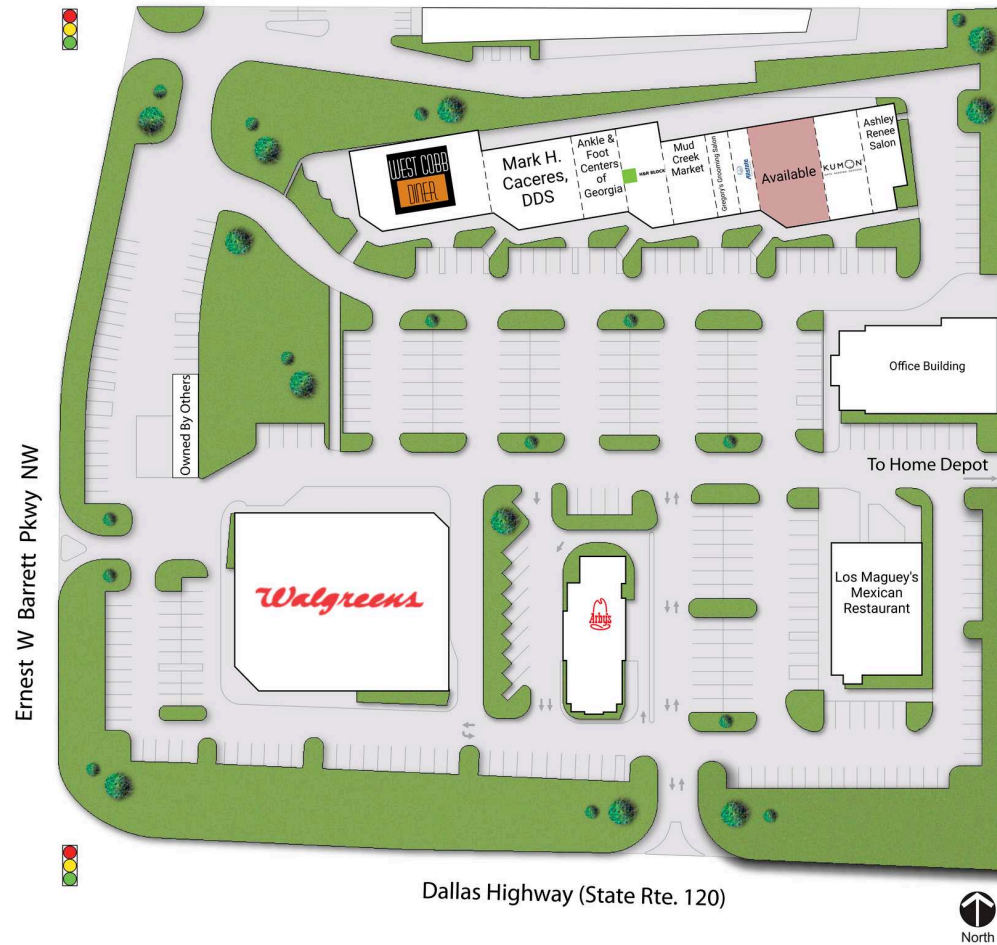 WEST COBB
DINER
Mark H.
Caceres,
DDS
Ankle &
Foot
Centers
of
Georgia
H&R BLOCK
Mud
Creek
Market
Gregory's Grooming Salon
Allstate
Available
KUMON
Ashley
Renee
Salon
Office Building
Owned By Others
To Home Depot
Ernest W Barrett Pkwy NW
Walgreens
Arby's
Los Maguey's
Mexican
Restaurant
Dallas Highway (State Rte. 120)
North